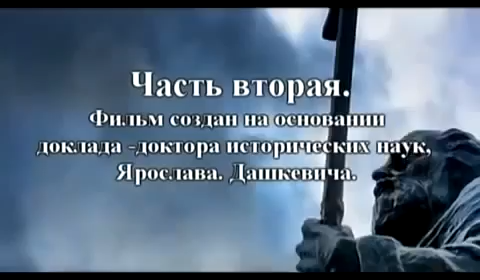 Часть вторая.
Фильм создан на основании
доклада -доктора исторических наук,
Ярослава. Дашкевича.